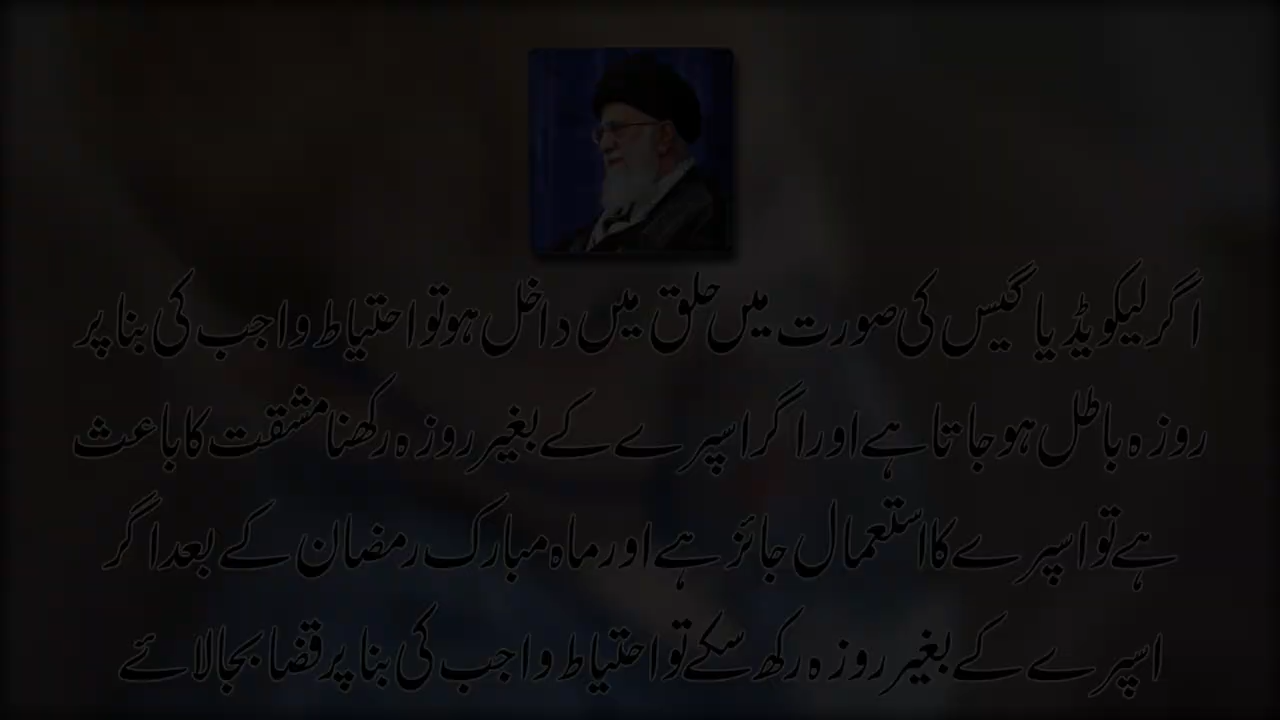 اگر لیکویڈ یا گیس کی صورت میں حلق میں داخل ہو تو احتیاط واجب کی بنا پر
روزہ باطل ہو جاتا ہے اور اگر اسپرے کے بغیر روزہ رکھنا مشقت کا باعث
ہے تو اسپرے کا استعمال جائز ہے اور ماہ مبارک رمضان کے بعد اگر
اسپرے کے بغیر روزہ رکھ سکے تو احتیاط واجب کی بنا پر قضا بجا لائے